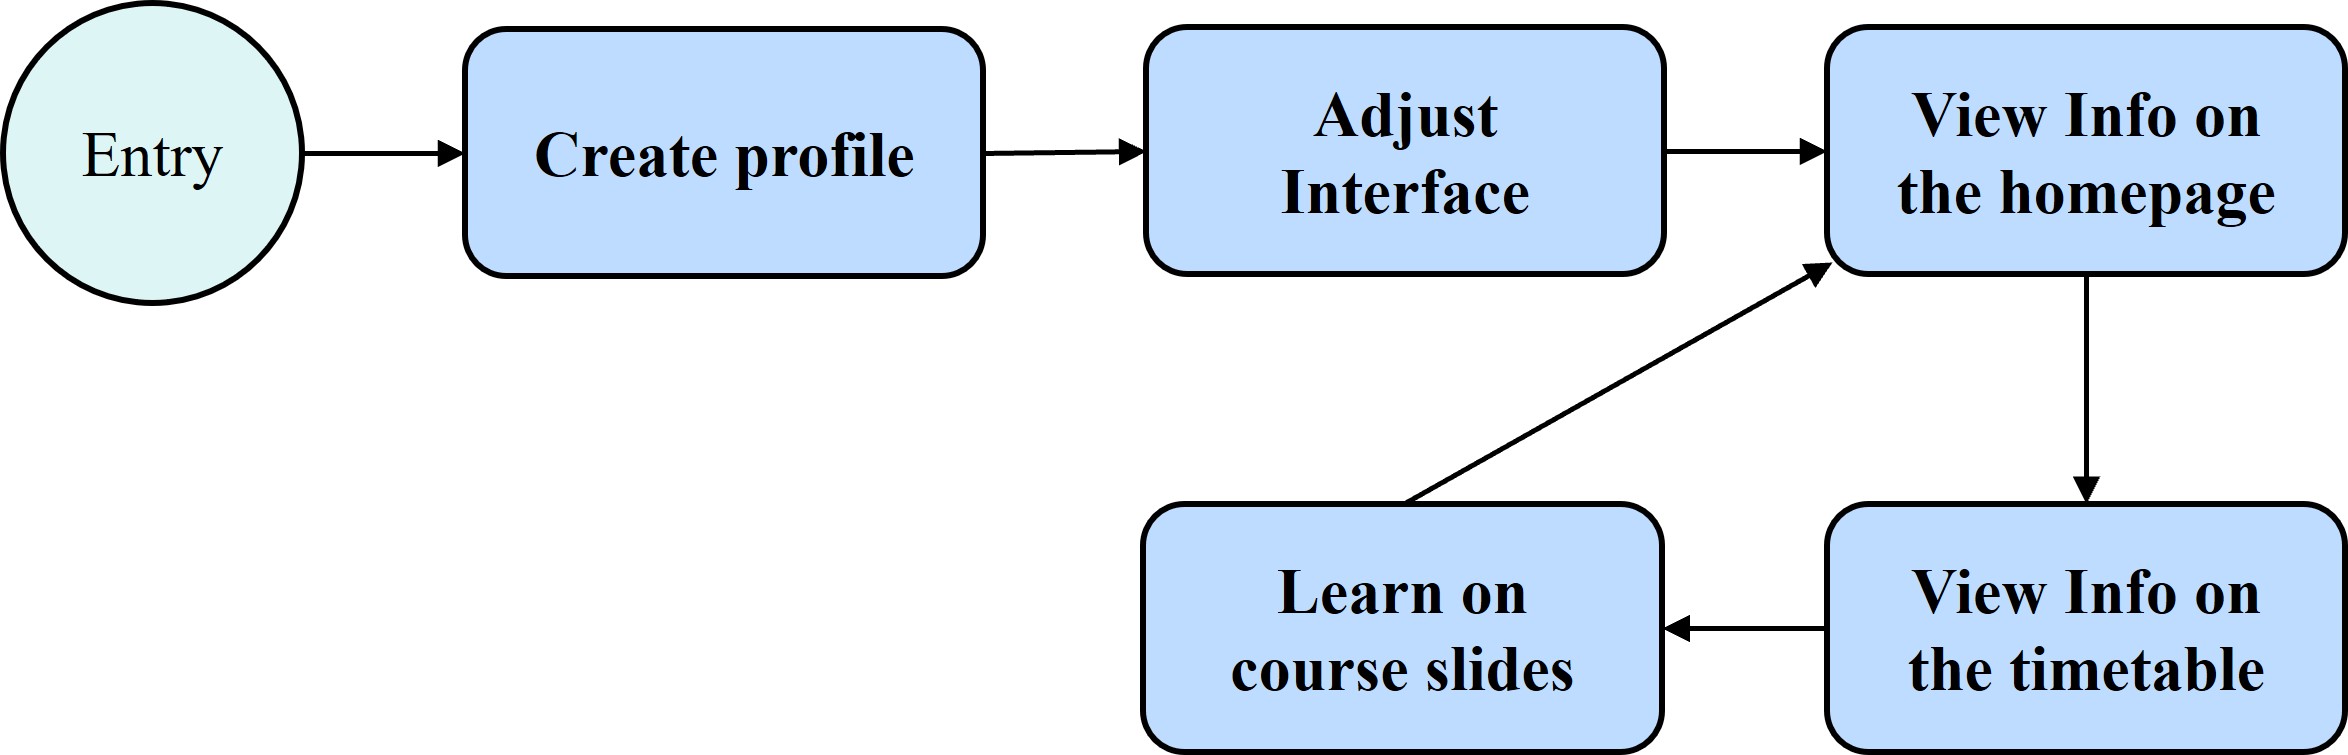 Entry
Create profile
Adjust
Interface
View Info on
the homepage
Learn on
course slides
View Info on
the timetable